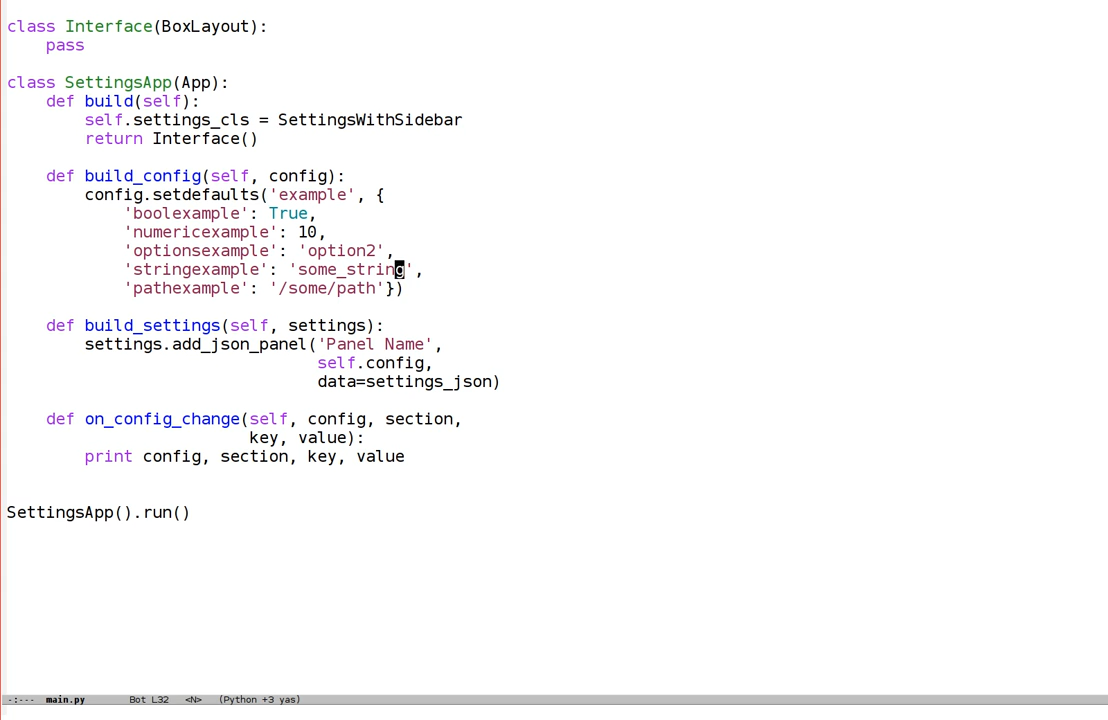 class Interface(BoxLayout):
    pass
class SettingsApp(App):
    def build(self):
        self.settings_cls = SettingsWithSidebar
        return Interface()
    def build_config(self, config):
        config.setdefaults('example', {
            'boolexample': True,
            'numericexample': 10,
            'optionsexample': 'option2',
            'stringexample': 'some_string',
            'pathexample': '/some/path'})
    def build_settings(self, settings):
        settings.add_json_panel('Panel Name',
                                self.config,
                                data=settings_json)
    def on_config_change(self, config, section,
                         key, value):
        print config, section, key, value
SettingsApp().run()
-:--- main.py Bot L32 <N> (Python +3 yas)